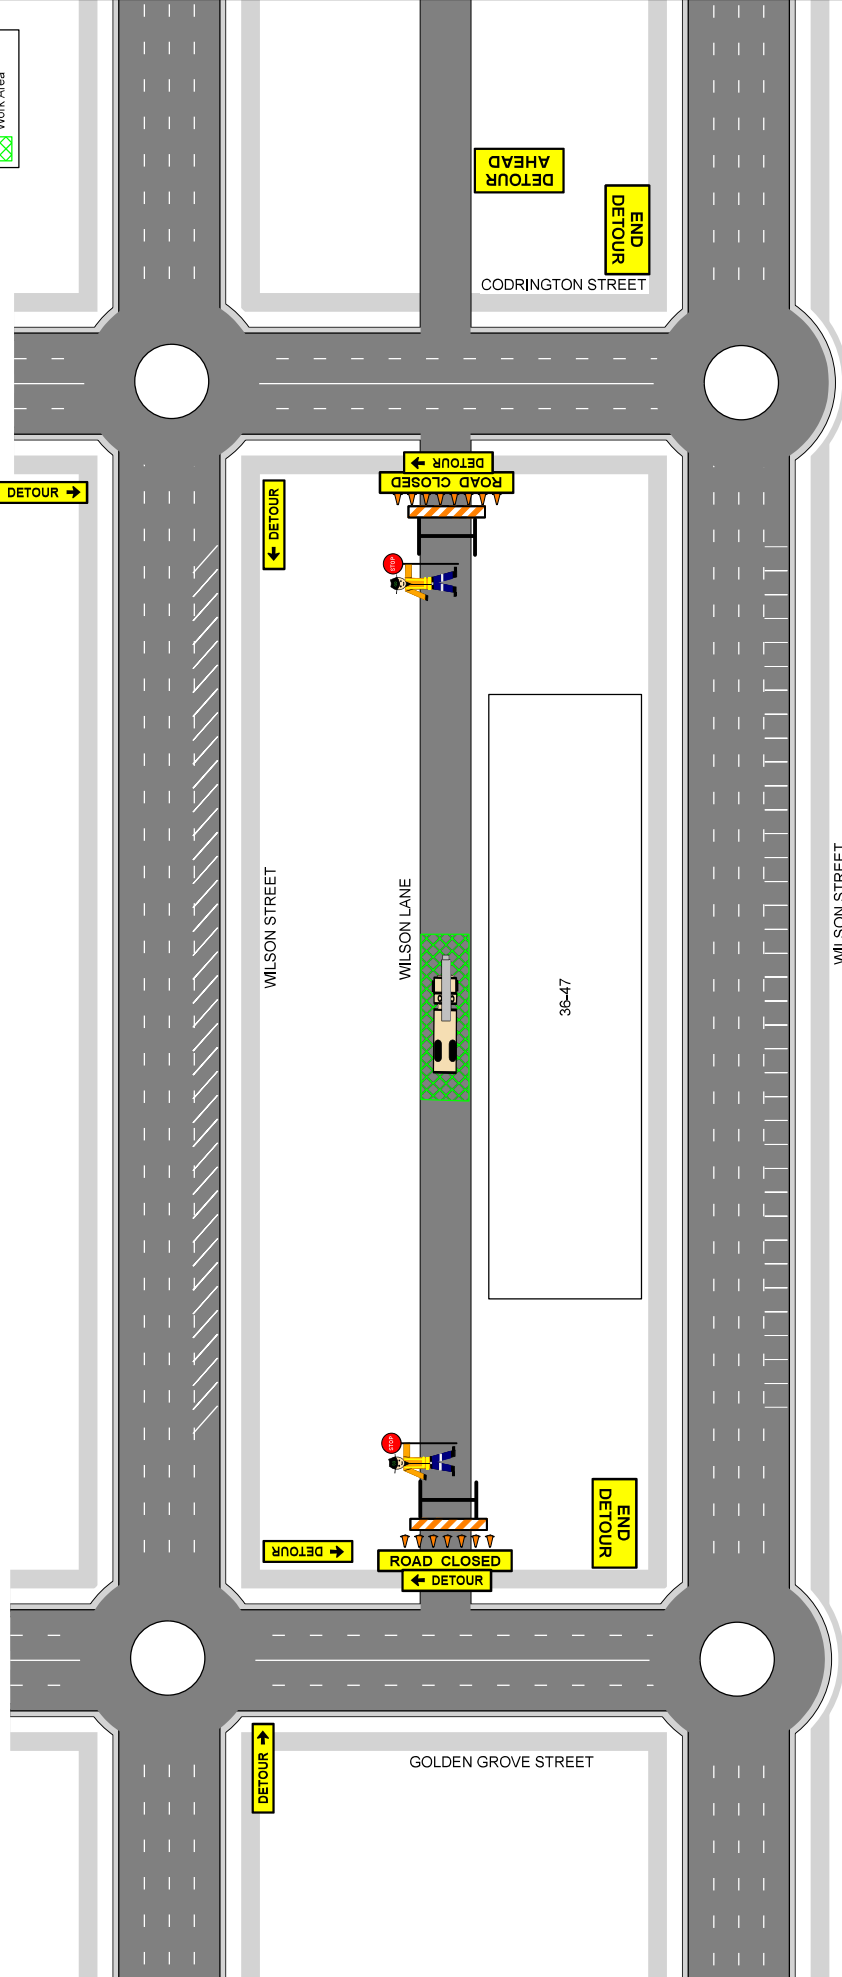 Work Area
DETOUR
AHEAD
END
DETOUR
CODRINGTON STREET
DETOUR
ROAD CLOSED
DETOUR
DETOUR
STOP
WILSON STREET
WILSON LANE
36-47
WILSON STREET
STOP
END
DETOUR
DETOUR
ROAD CLOSED
DETOUR
DETOUR
GOLDEN GROVE STREET